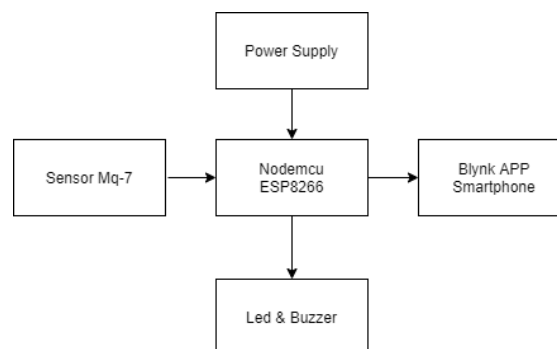 Power Supply
Sensor Mq-7
Nodemcu
ESP8266
Blynk APP
Smartphone
Led & Buzzer